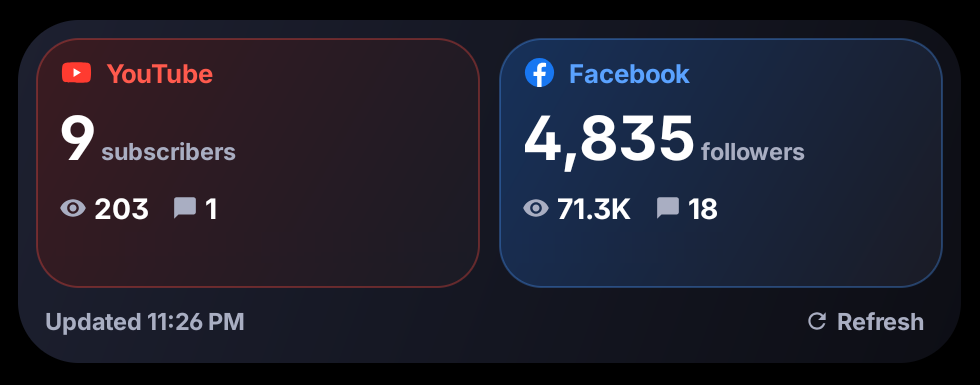 YouTube
9 subscribers
203 1
Facebook
4,835 followers
71.3K 18
Updated 11:26 PM
Refresh